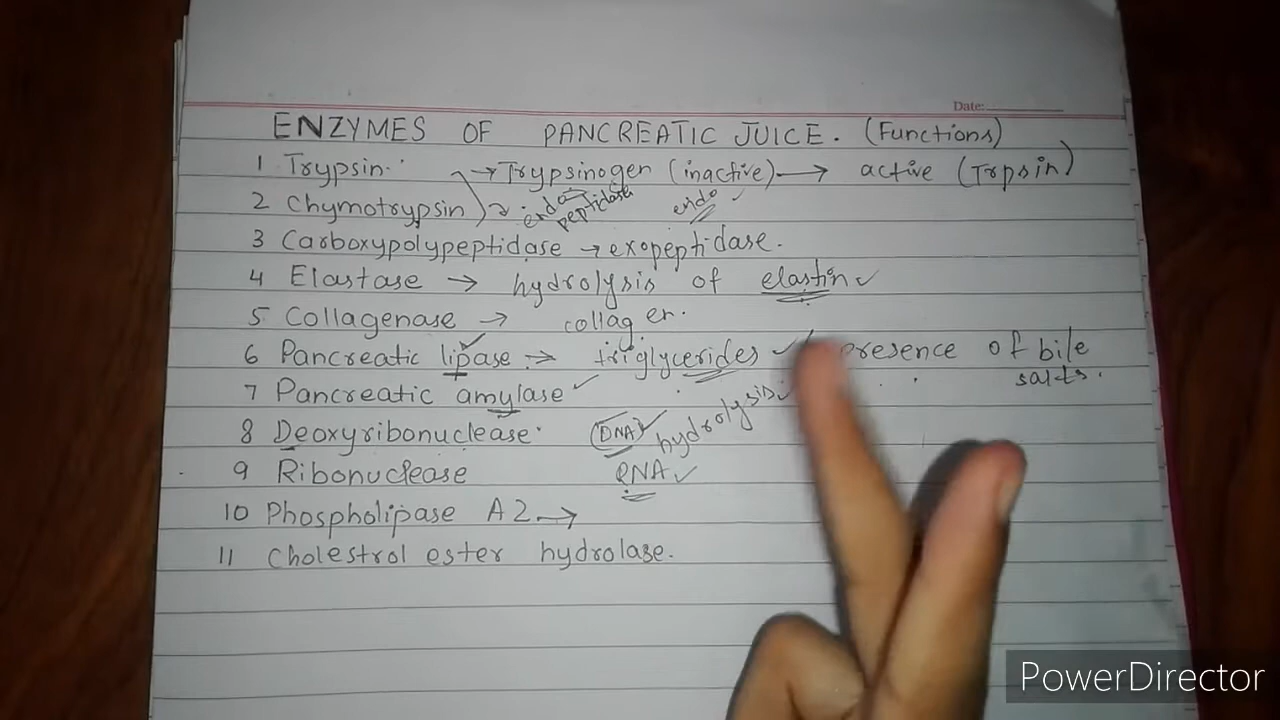 Date:
ENZYMES OF PANCREATIC JUICE. (Functions)
1 Trypsin. → Trypsinogen (inactive) → active (Trpsin)
2 Chymotrypsin → endo peptidase endo ✓
3 Carboxypolypeptidase → exopeptidase.
4 Elastase → hydrolysis of elastin ✓
5 Collagenase → collagen.
6 Pancreatic lipase → triglycerides ✓ presence of bile salts.
7 Pancreatic amylase ✓
8 Deoxyribonuclease (DNA) ✓ hydrolysis ✓
9 Ribonuclease RNA ✓
10 Phospholipase A2 →
11 Cholestrol ester hydrolase.
PowerDirector